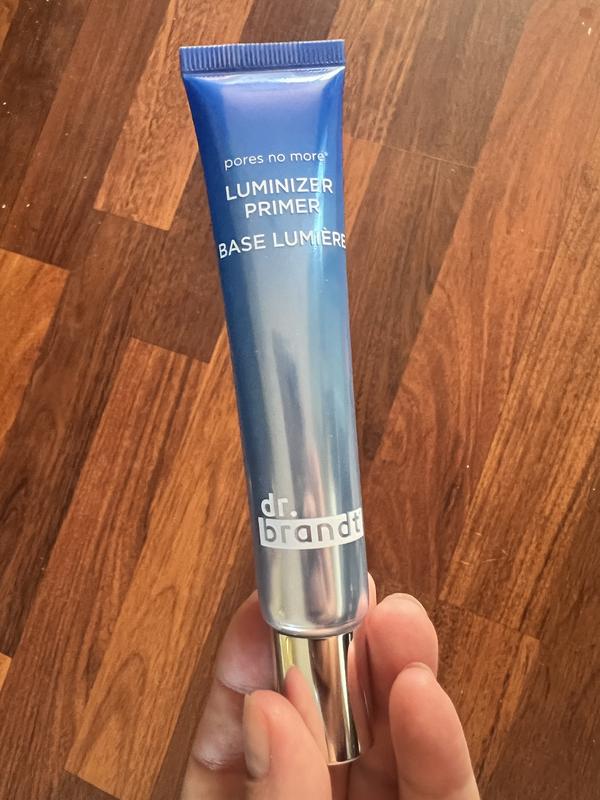 pores no more®
LUMINIZER
PRIMER
BASE LUMIÈRE
dr.
brandt